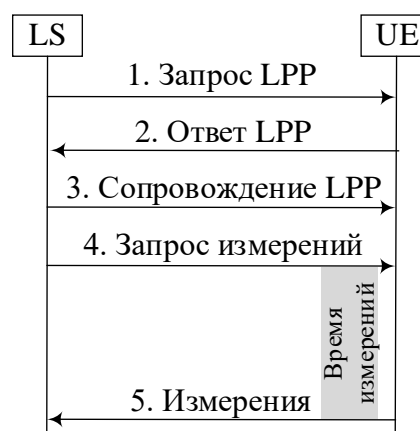 LS
UE
1. Запрос LPP
2. Ответ LPP
3. Сопровождение LPP
4. Запрос измерений
Время
измерений
5. Измерения